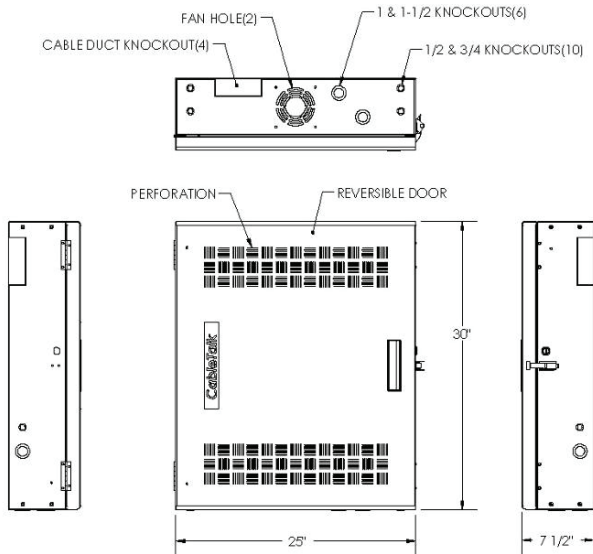 FAN HOLE(2)
1 & 1-1/2 KNOCKOUTS(6)
CABLE DUCT KNOCKOUT(4)
1/2 & 3/4 KNOCKOUTS(10)
PERFORATION
REVERSIBLE DOOR
CableTalk
30"
25"
7 1/2"